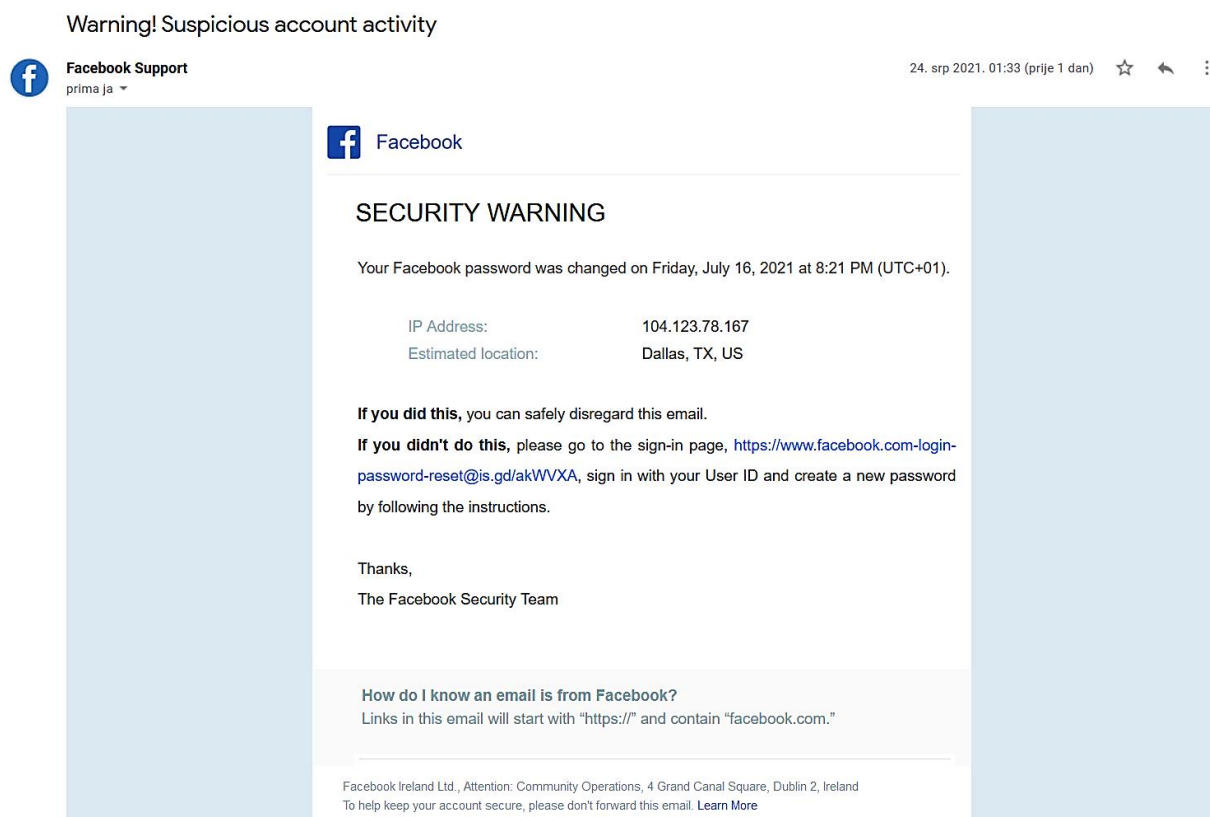 Warning! Suspicious account activity
Facebook Support
24. srp 2021. 01:33 (prije 1 dan)
prima ja
Facebook
SECURITY WARNING
Your Facebook password was changed on Friday, July 16, 2021 at 8:21 PM (UTC+01).
IP Address: 104.123.78.167
Estimated location: Dallas, TX, US
If you did this, you can safely disregard this email.
If you didn't do this, please go to the sign-in page, https://www.facebook.com-login-
password-reset@is.gd/akWVXA, sign in with your User ID and create a new password
by following the instructions.
Thanks,
The Facebook Security Team
How do I know an email is from Facebook?
Links in this email will start with “https://” and contain “facebook.com.”
Facebook Ireland Ltd., Attention: Community Operations, 4 Grand Canal Square, Dublin 2, Ireland
To help keep your account secure, please don't forward this email. Learn More